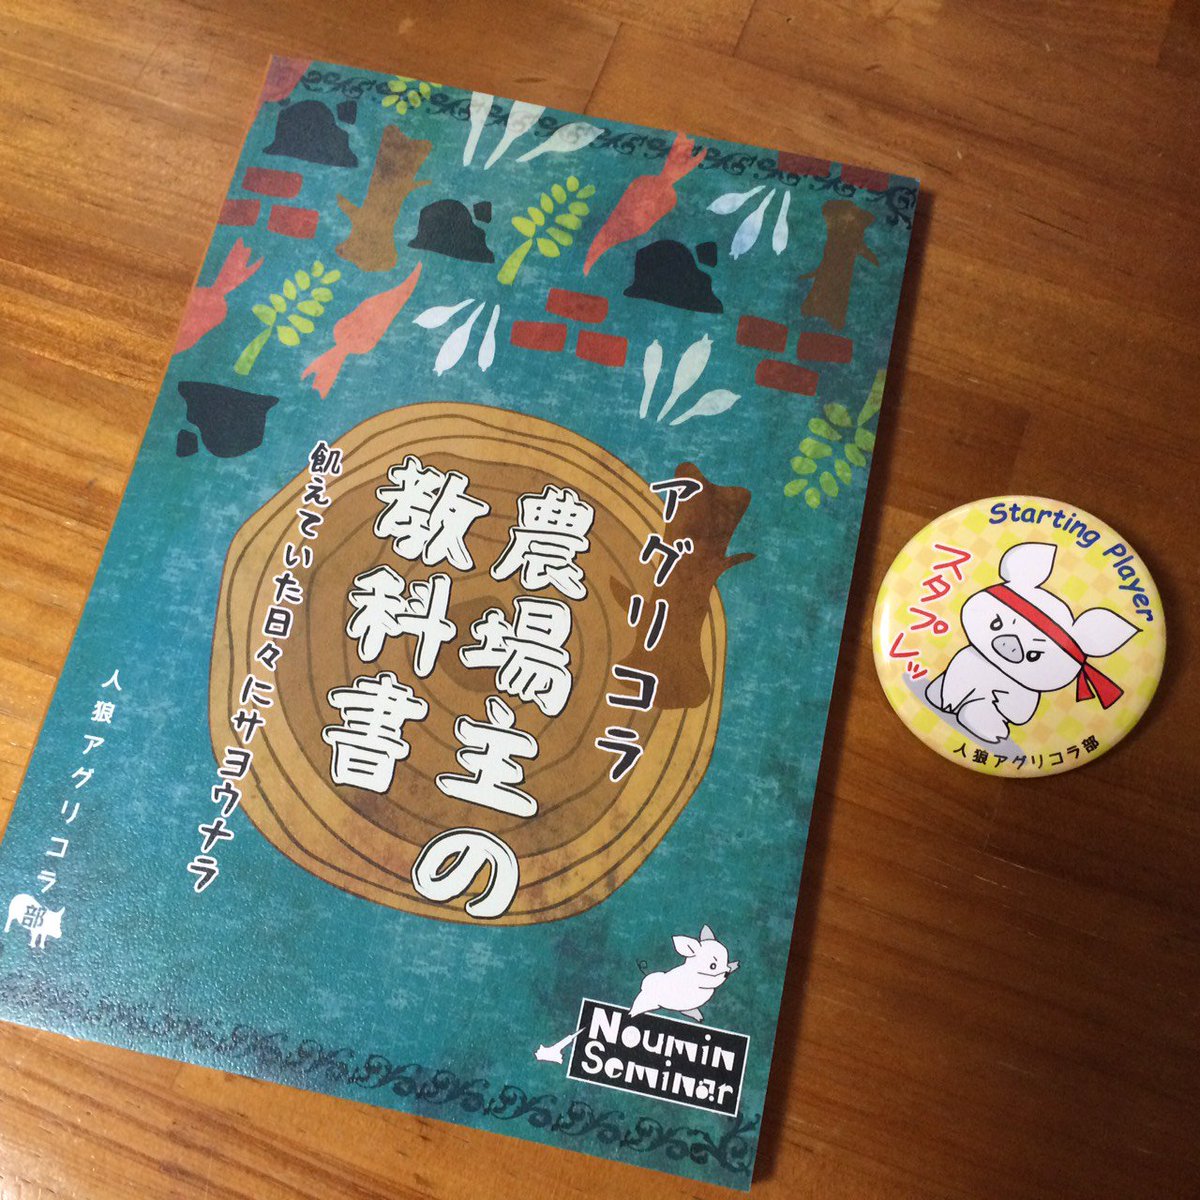 アグリコラ
農場主の
教科書
飢えていた日々にサヨウナラ
人狼アグリコラ部
Noumin
Seminar
Starting Player
スタプレッ
人狼アグリコラ部